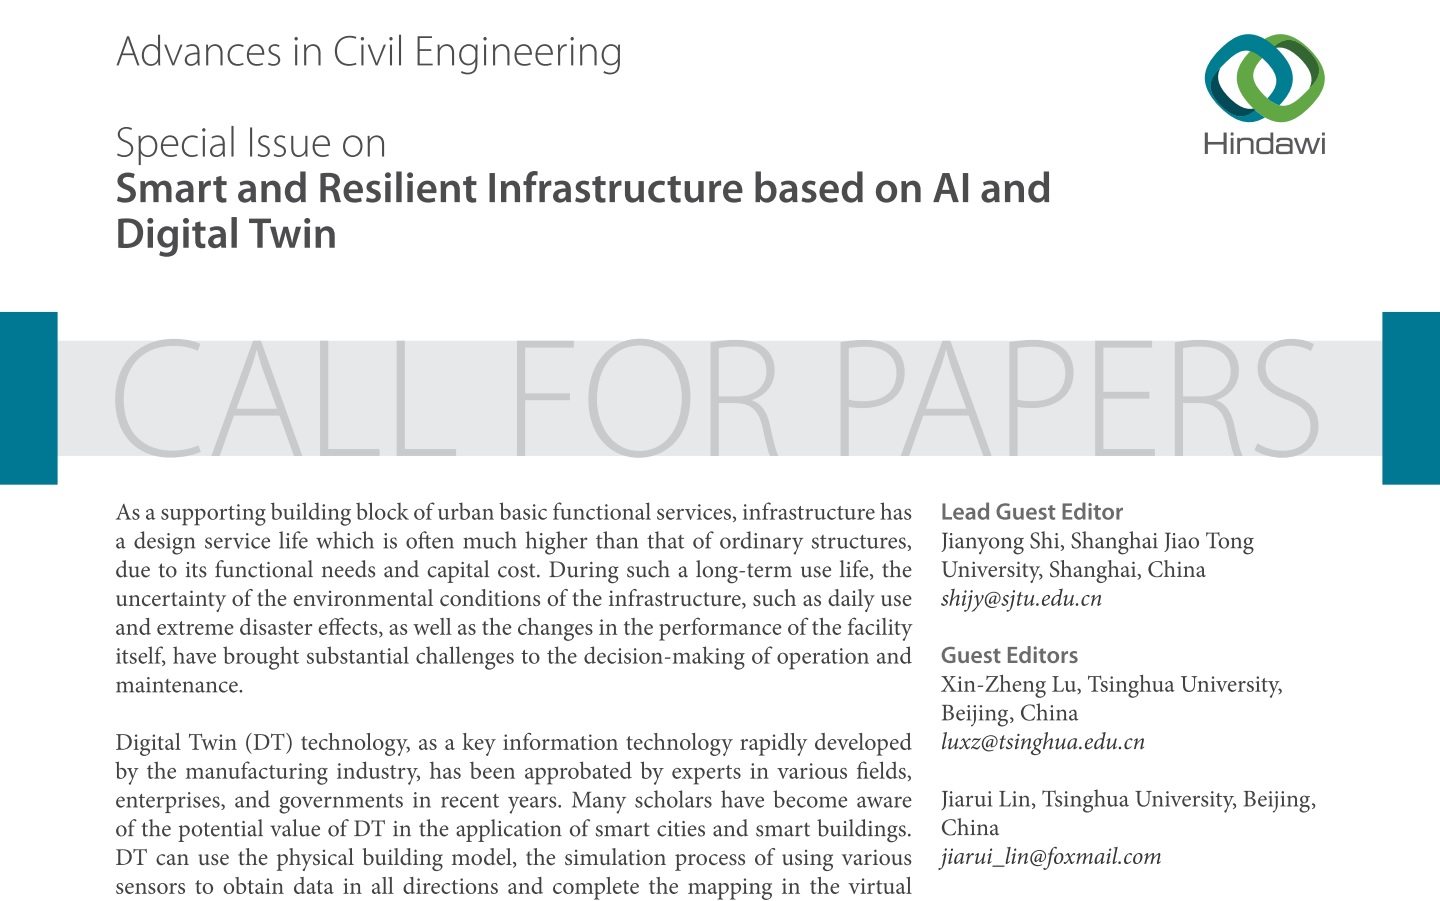 Advances in Civil Engineering
Hindawi
Special Issue on
Smart and Resilient Infrastructure based on AI and
Digital Twin
CALL FOR PAPERS
As a supporting building block of urban basic functional services, infrastructure has
a design service life which is often much higher than that of ordinary structures,
due to its functional needs and capital cost. During such a long-term use life, the
uncertainty of the environmental conditions of the infrastructure, such as daily use
and extreme disaster effects, as well as the changes in the performance of the facility
itself, have brought substantial challenges to the decision-making of operation and
maintenance.
Digital Twin (DT) technology, as a key information technology rapidly developed
by the manufacturing industry, has been approbated by experts in various fields,
enterprises, and governments in recent years. Many scholars have become aware
of the potential value of DT in the application of smart cities and smart buildings.
DT can use the physical building model, the simulation process of using various
sensors to obtain data in all directions and complete the mapping in the virtual
Lead Guest Editor
Jianyong Shi, Shanghai Jiao Tong
University, Shanghai, China
shijy@sjtu.edu.cn
Guest Editors
Xin-Zheng Lu, Tsinghua University,
Beijing, China
luxz@tsinghua.edu.cn
Jiarui Lin, Tsinghua University, Beijing,
China
jiarui_lin@foxmail.com